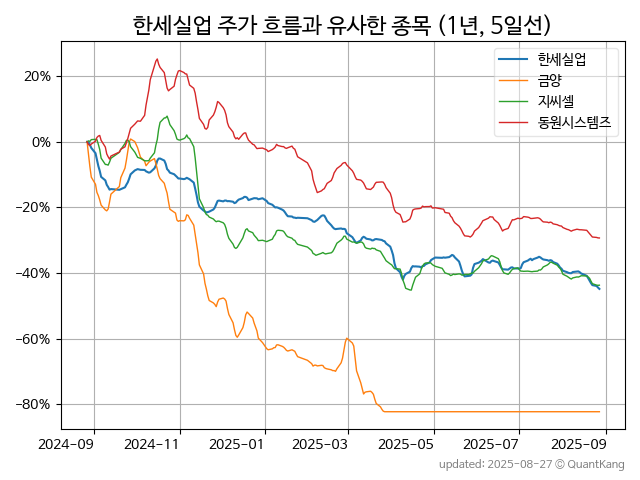 한세실업 주가 흐름과 유사한 종목 (1년, 5일선)
한세실업
금양
지씨셀
동원시스템즈
20%
0%
−20%
−40%
−60%
−80%
2024-09
2024-11
2025-01
2025-03
2025-05
2025-07
2025-09
updated: 2025-08-27 © QuantKang